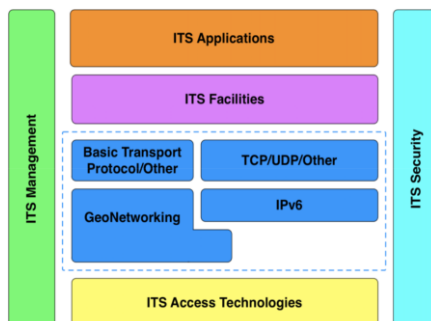 ITS Management
ITS Applications
ITS Facilities
Basic Transport
Protocol/Other
TCP/UDP/Other
GeoNetworking
IPv6
ITS Access Technologies
ITS Security